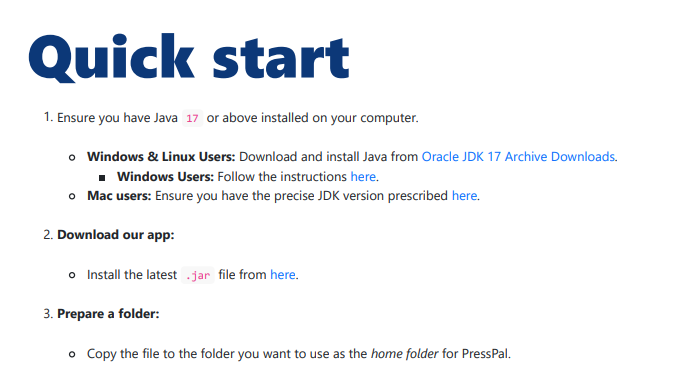 Quick start
1. Ensure you have Java 17 or above installed on your computer.
Windows & Linux Users: Download and install Java from Oracle JDK 17 Archive Downloads.
Windows Users: Follow the instructions here.
Mac users: Ensure you have the precise JDK version prescribed here.
2. Download our app:
Install the latest .jar file from here.
3. Prepare a folder:
Copy the file to the folder you want to use as the home folder for PressPal.